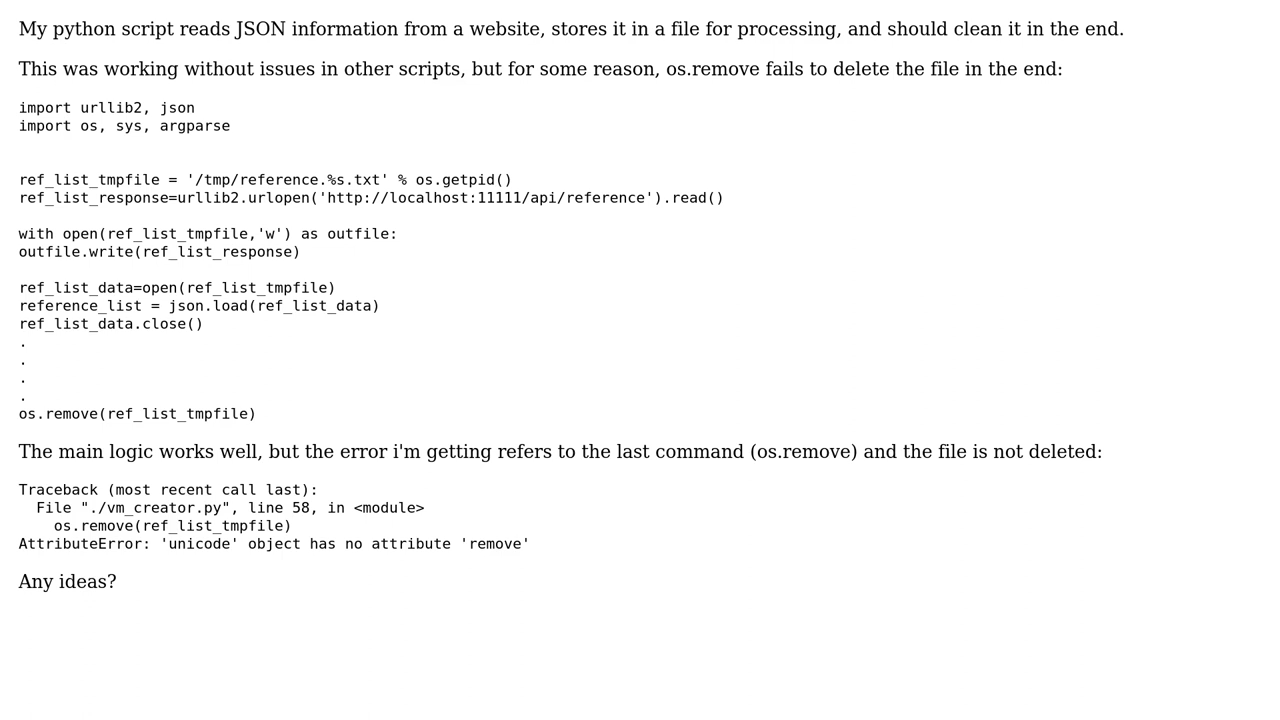 My python script reads JSON information from a website, stores it in a file for processing, and should clean it in the end.
This was working without issues in other scripts, but for some reason, os.remove fails to delete the file in the end:
import urllib2, json
import os, sys, argparse
ref_list_tmpfile = '/tmp/reference.%s.txt' % os.getpid()
ref_list_response=urllib2.urlopen('http://localhost:11111/api/reference').read()
with open(ref_list_tmpfile,'w') as outfile:
outfile.write(ref_list_response)
ref_list_data=open(ref_list_tmpfile)
reference_list = json.load(ref_list_data)
ref_list_data.close()
.
.
.
.
os.remove(ref_list_tmpfile)
The main logic works well, but the error i'm getting refers to the last command (os.remove) and the file is not deleted:
Traceback (most recent call last):
  File "./vm_creator.py", line 58, in <module>
    os.remove(ref_list_tmpfile)
AttributeError: 'unicode' object has no attribute 'remove'
Any ideas?